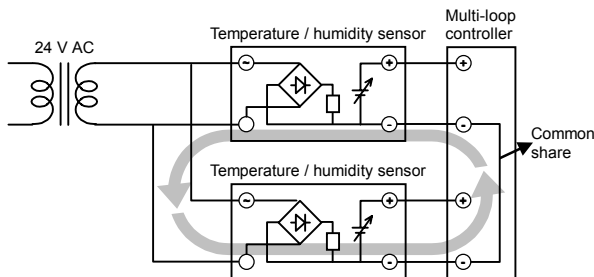 Multi-loop
controller
Temperature / humidity sensor
24 V AC
~
+
+
-
-
Common
share
Temperature / humidity sensor
~
+
+
-
-